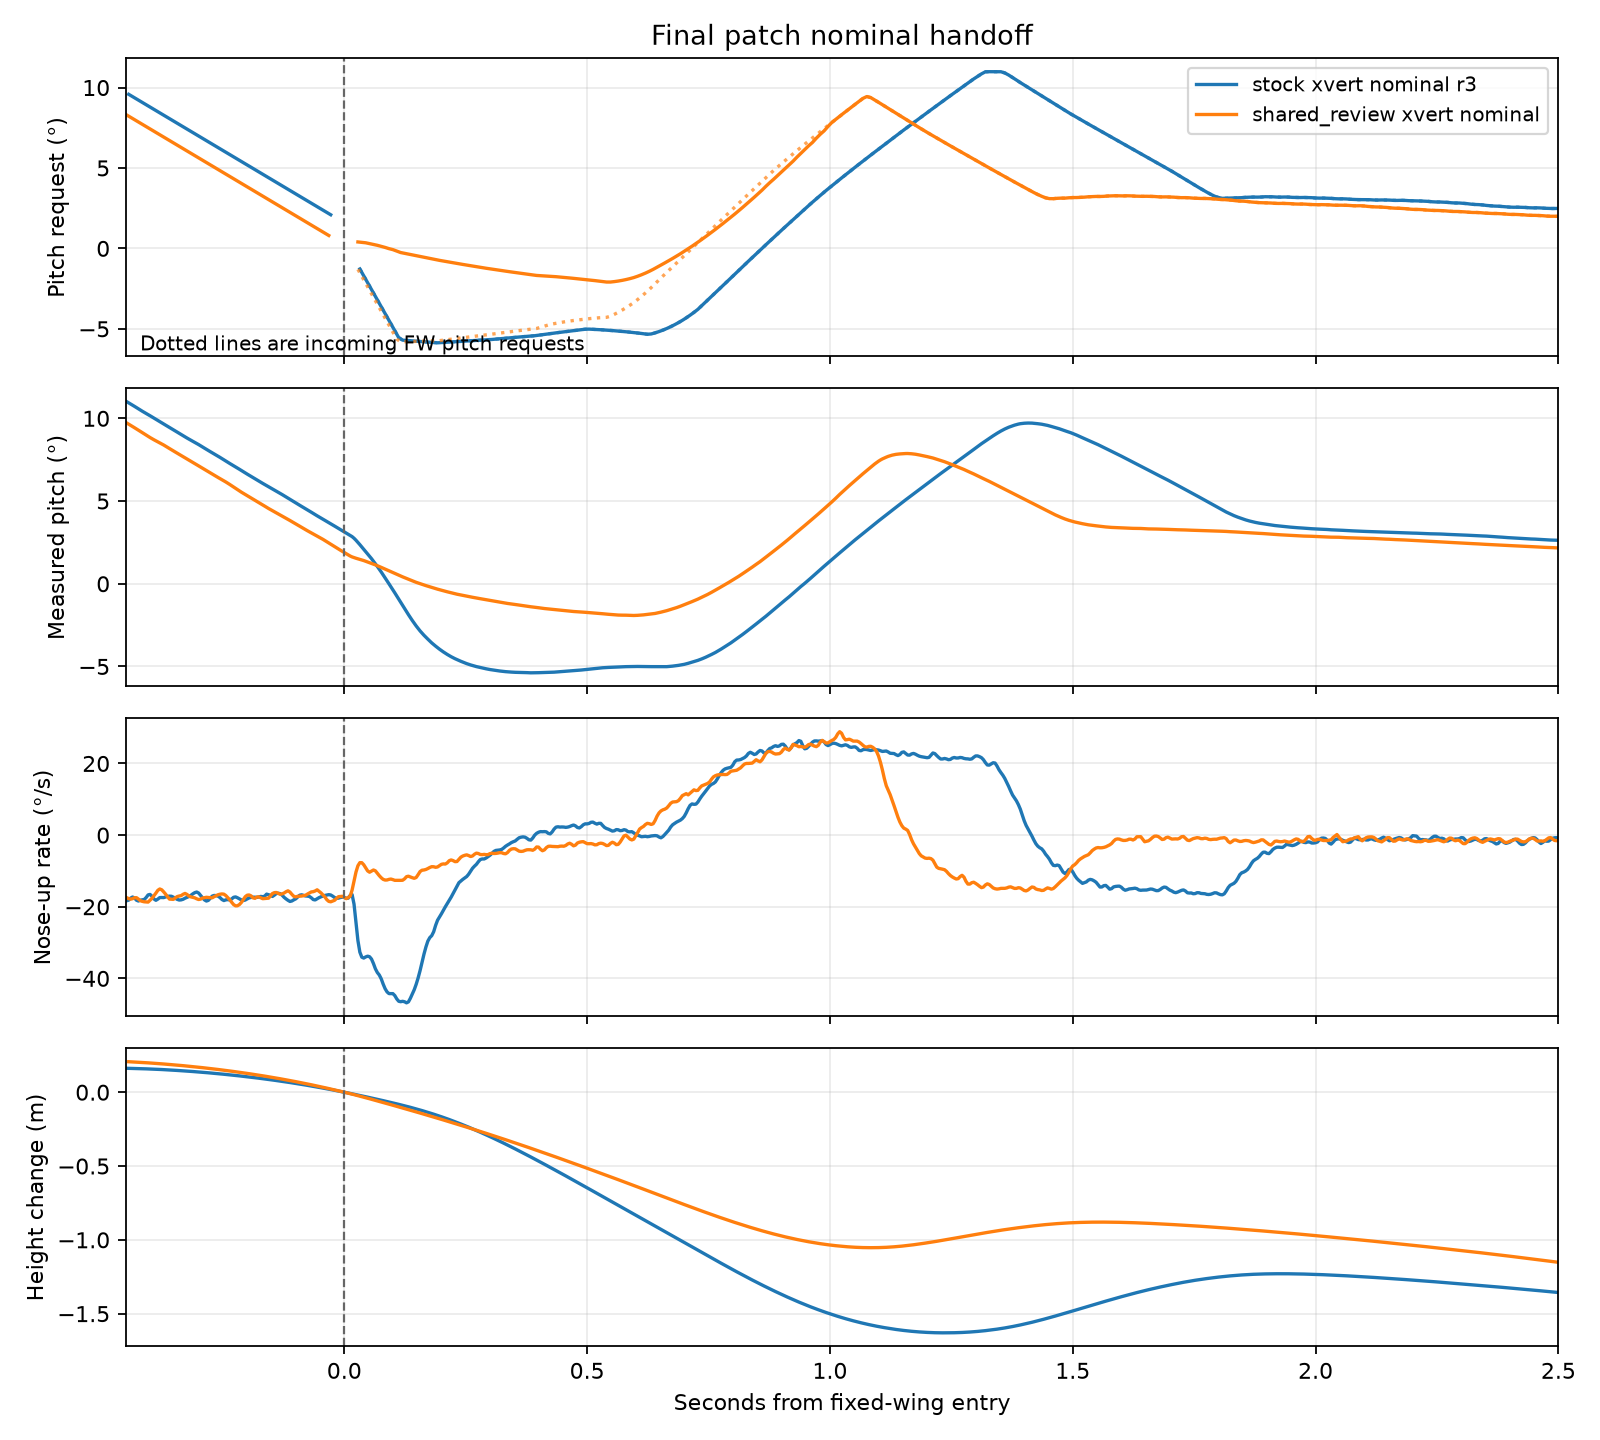 Final patch nominal handoff
stock xvert nominal r3
shared_review xvert nominal
Pitch request (°)
10
5
0
−5
Dotted lines are incoming FW pitch requests
Measured pitch (°)
10
5
0
−5
Nose-up rate (°/s)
20
0
−20
−40
Height change (m)
0.0
−0.5
−1.0
−1.5
0.0 0.5 1.0 1.5 2.0 2.5
Seconds from fixed-wing entry